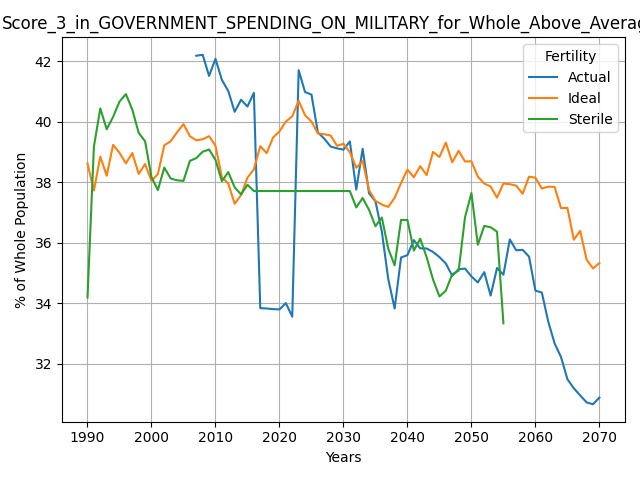 Score_3_in_GOVERNMENT_SPENDING_ON_MILITARY_for_Whole_Above_Averag
Fertility
Actual
Ideal
Sterile
% of Whole Population
42
40
38
36
34
32
1990 2000 2010 2020 2030 2040 2050 2060 2070
Years